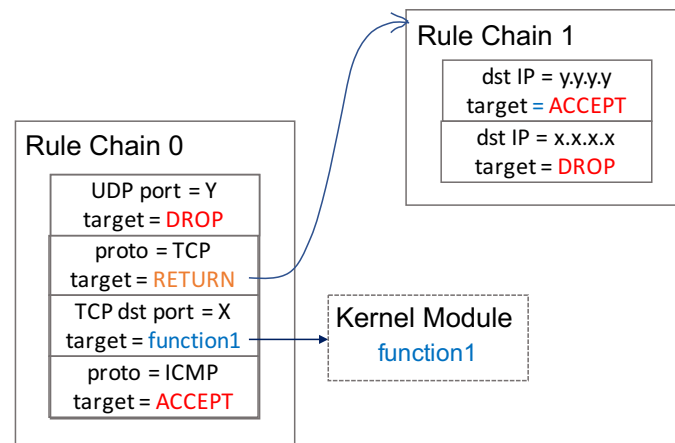 Rule Chain 0
UDP port = Y
target = DROP
proto = TCP
target = RETURN
TCP dst port = X
target = function1
proto = ICMP
target = ACCEPT
Rule Chain 1
dst IP = y.y.y.y
target = ACCEPT
dst IP = x.x.x.x
target = DROP
Kernel Module
function1